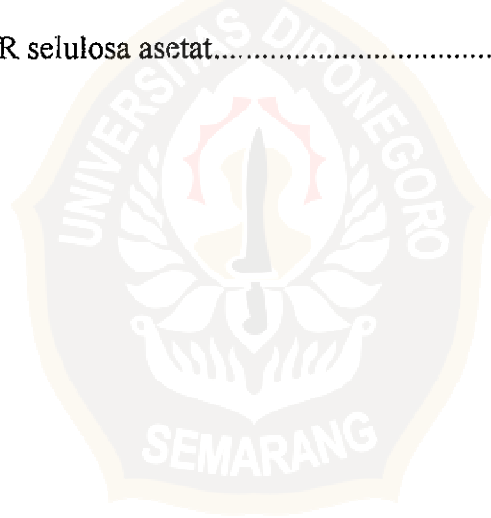 R selulosa asetat....................................
UNIVERSITAS DIPONEGORO
SEMARANG